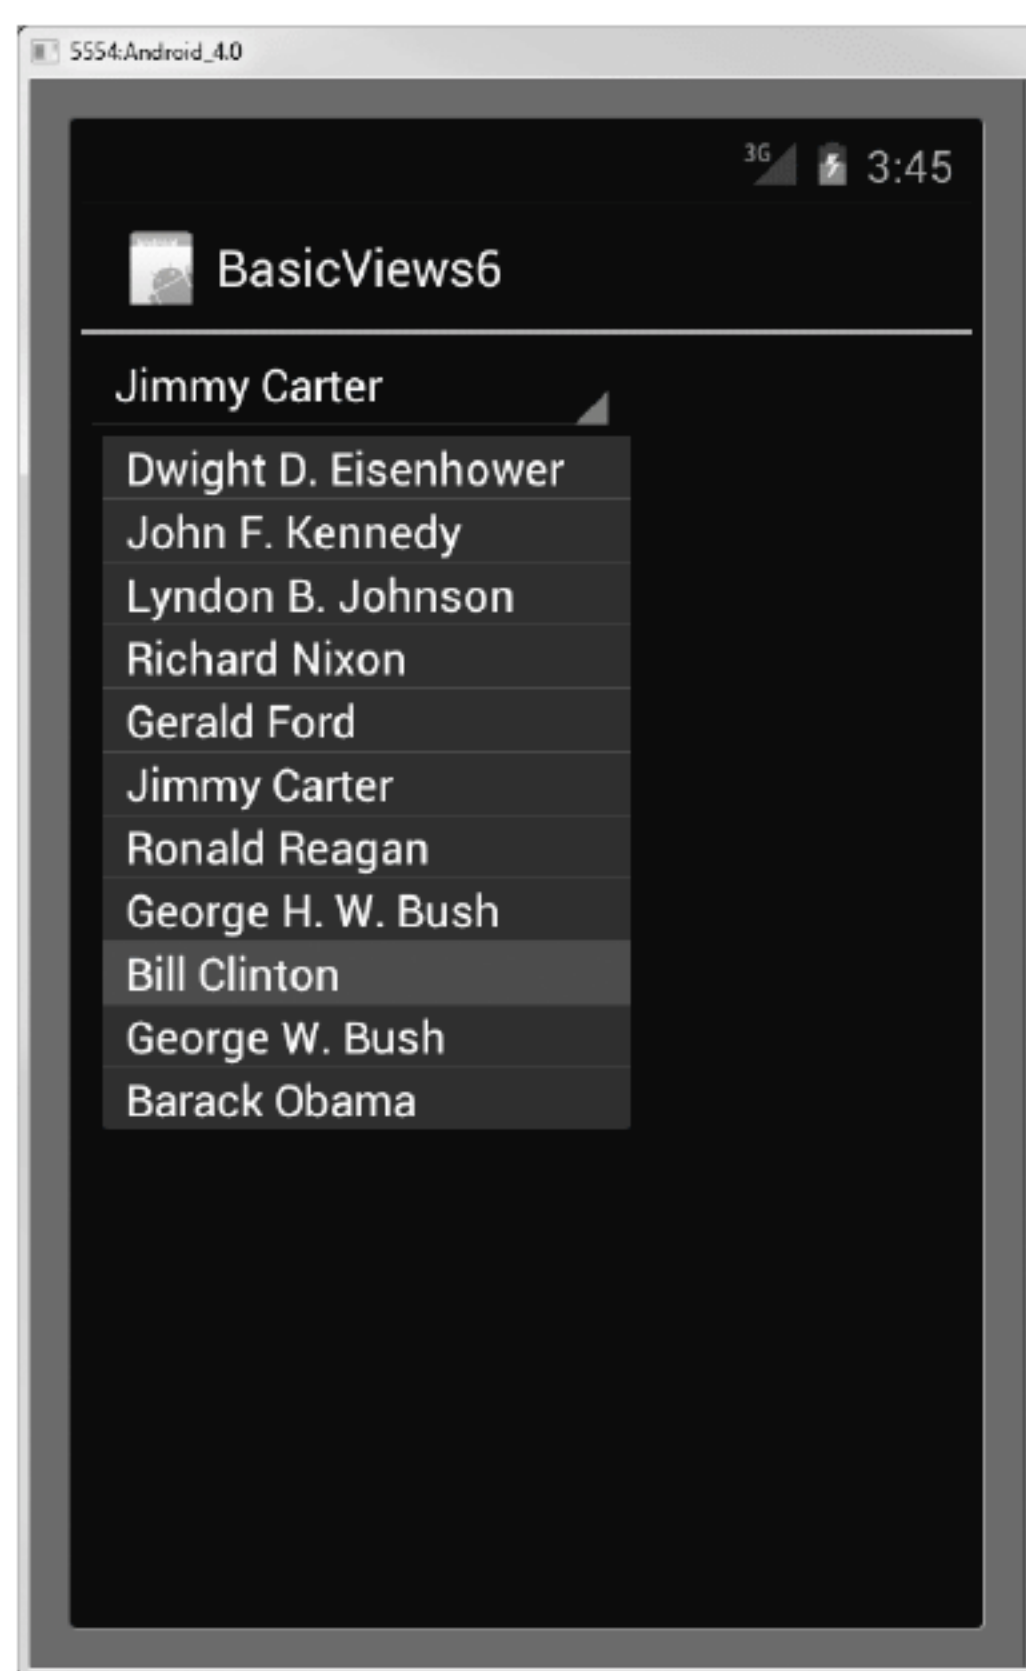 5554:Android_4.0
3G 3:45
BasicViews6
Jimmy Carter
Dwight D. Eisenhower
John F. Kennedy
Lyndon B. Johnson
Richard Nixon
Gerald Ford
Jimmy Carter
Ronald Reagan
George H. W. Bush
Bill Clinton
George W. Bush
Barack Obama